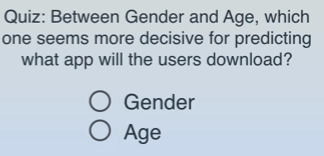 Quiz: Between Gender and Age, which
one seems more decisive for predicting
what app will the users download?
Gender
Age